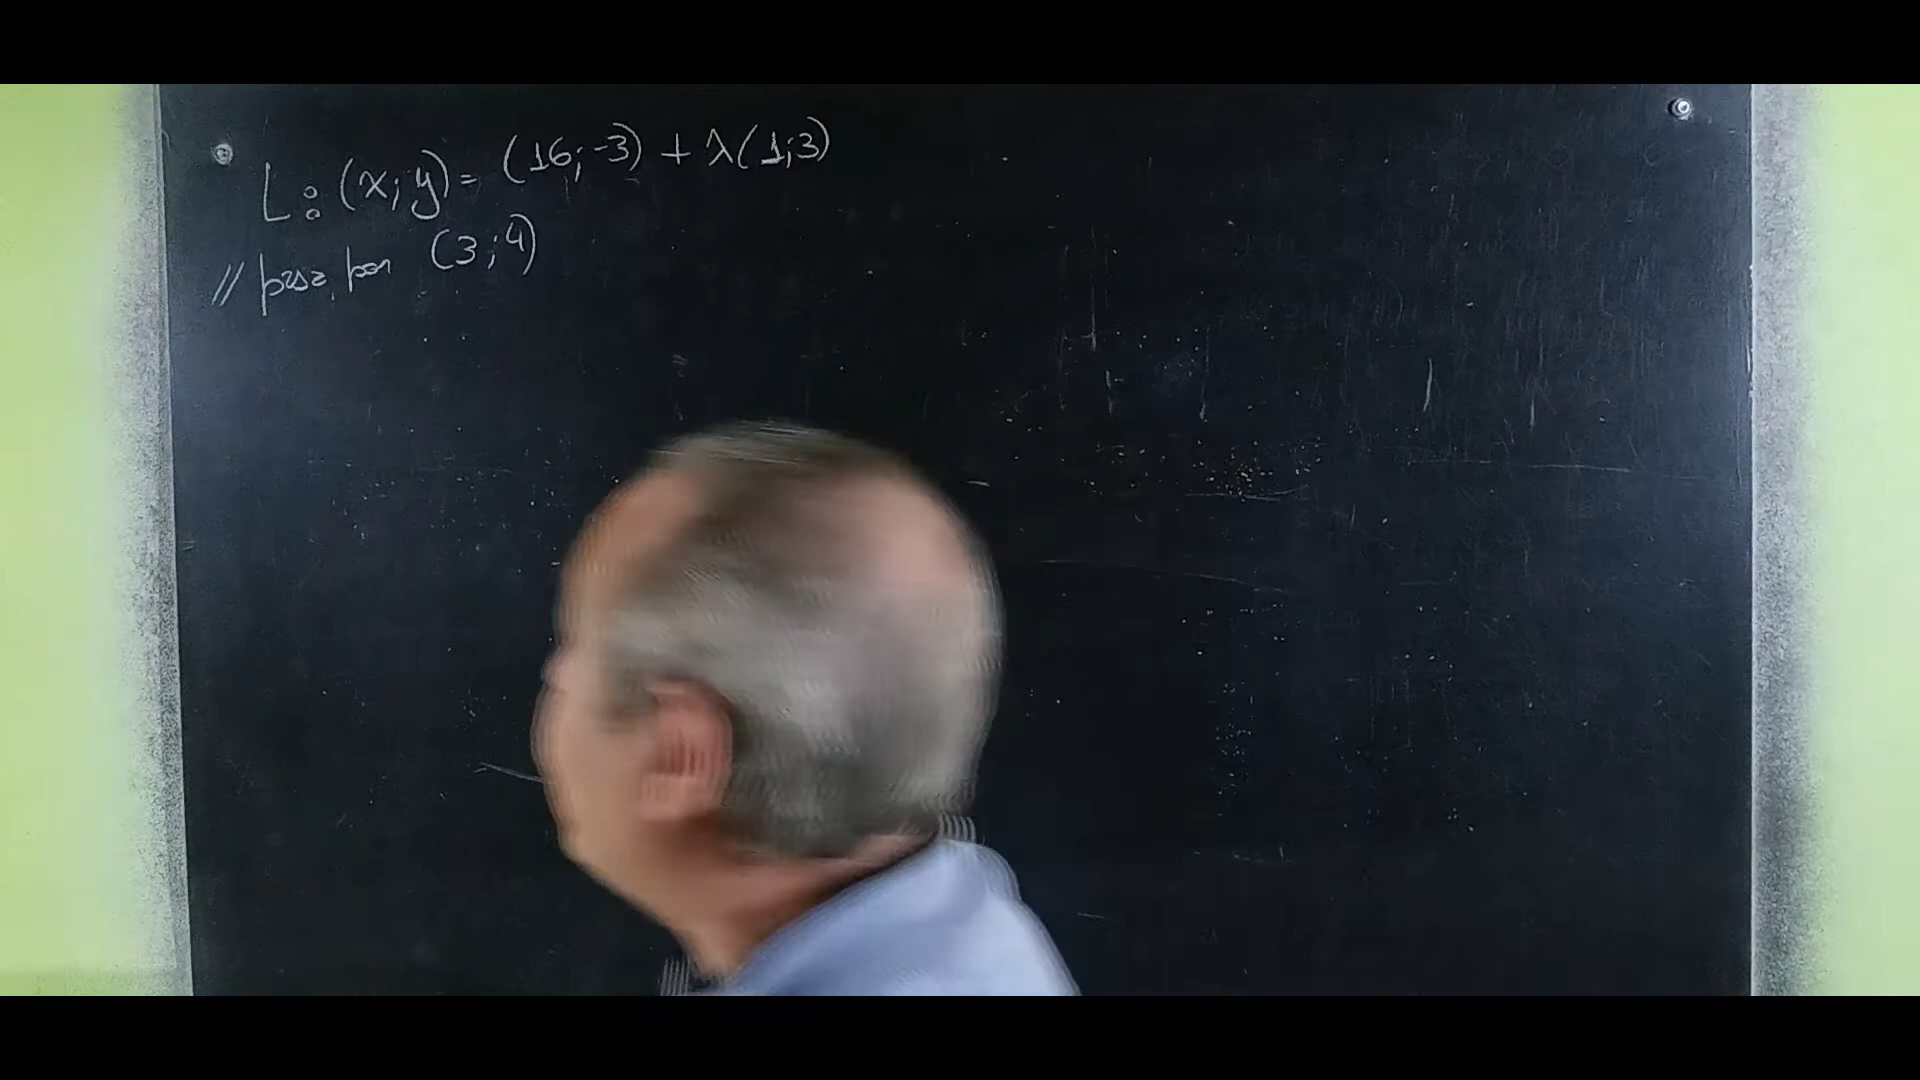 L: (x; y) = (16; -3) + λ(1; 3)
// pasa por (3; 4)